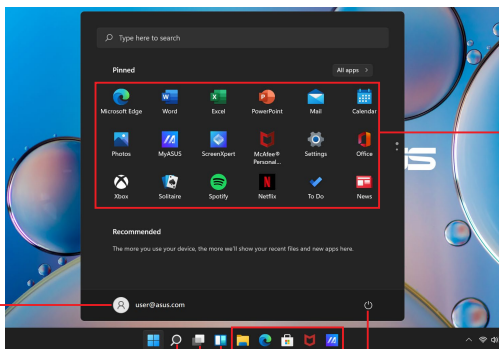 Type here to search
Pinned
All apps >
Microsoft Edge Word Excel PowerPoint Mail Calendar
Photos MyASUS ScreenXpert McAfee® Personal... Settings Office
Xbox Solitaire Spotify Netflix To Do News
Recommended
The more you use your device, the more we'll show your recent files and new apps here.
user@asus.com